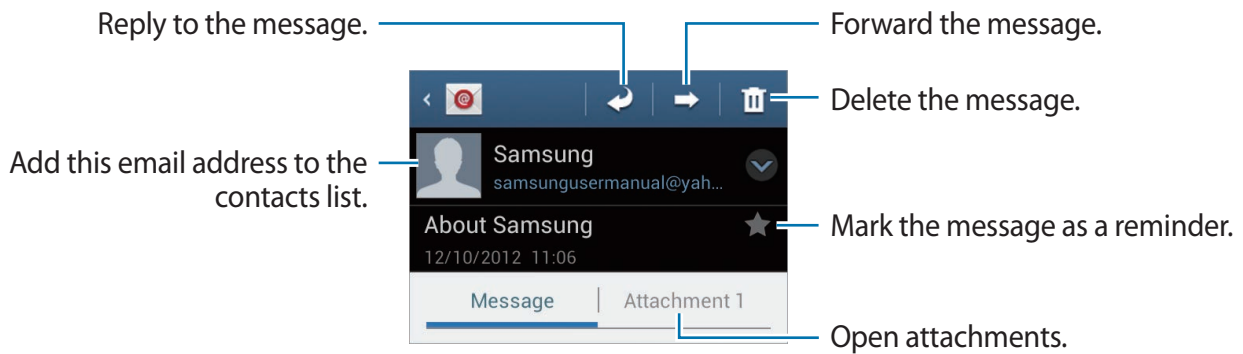 Reply to the message.
Forward the message.
Delete the message.
Add this email address to the
contacts list.
Samsung
samsungusermanual@yah...
About Samsung
12/10/2012 11:06
Mark the message as a reminder.
Message
Attachment 1
Open attachments.